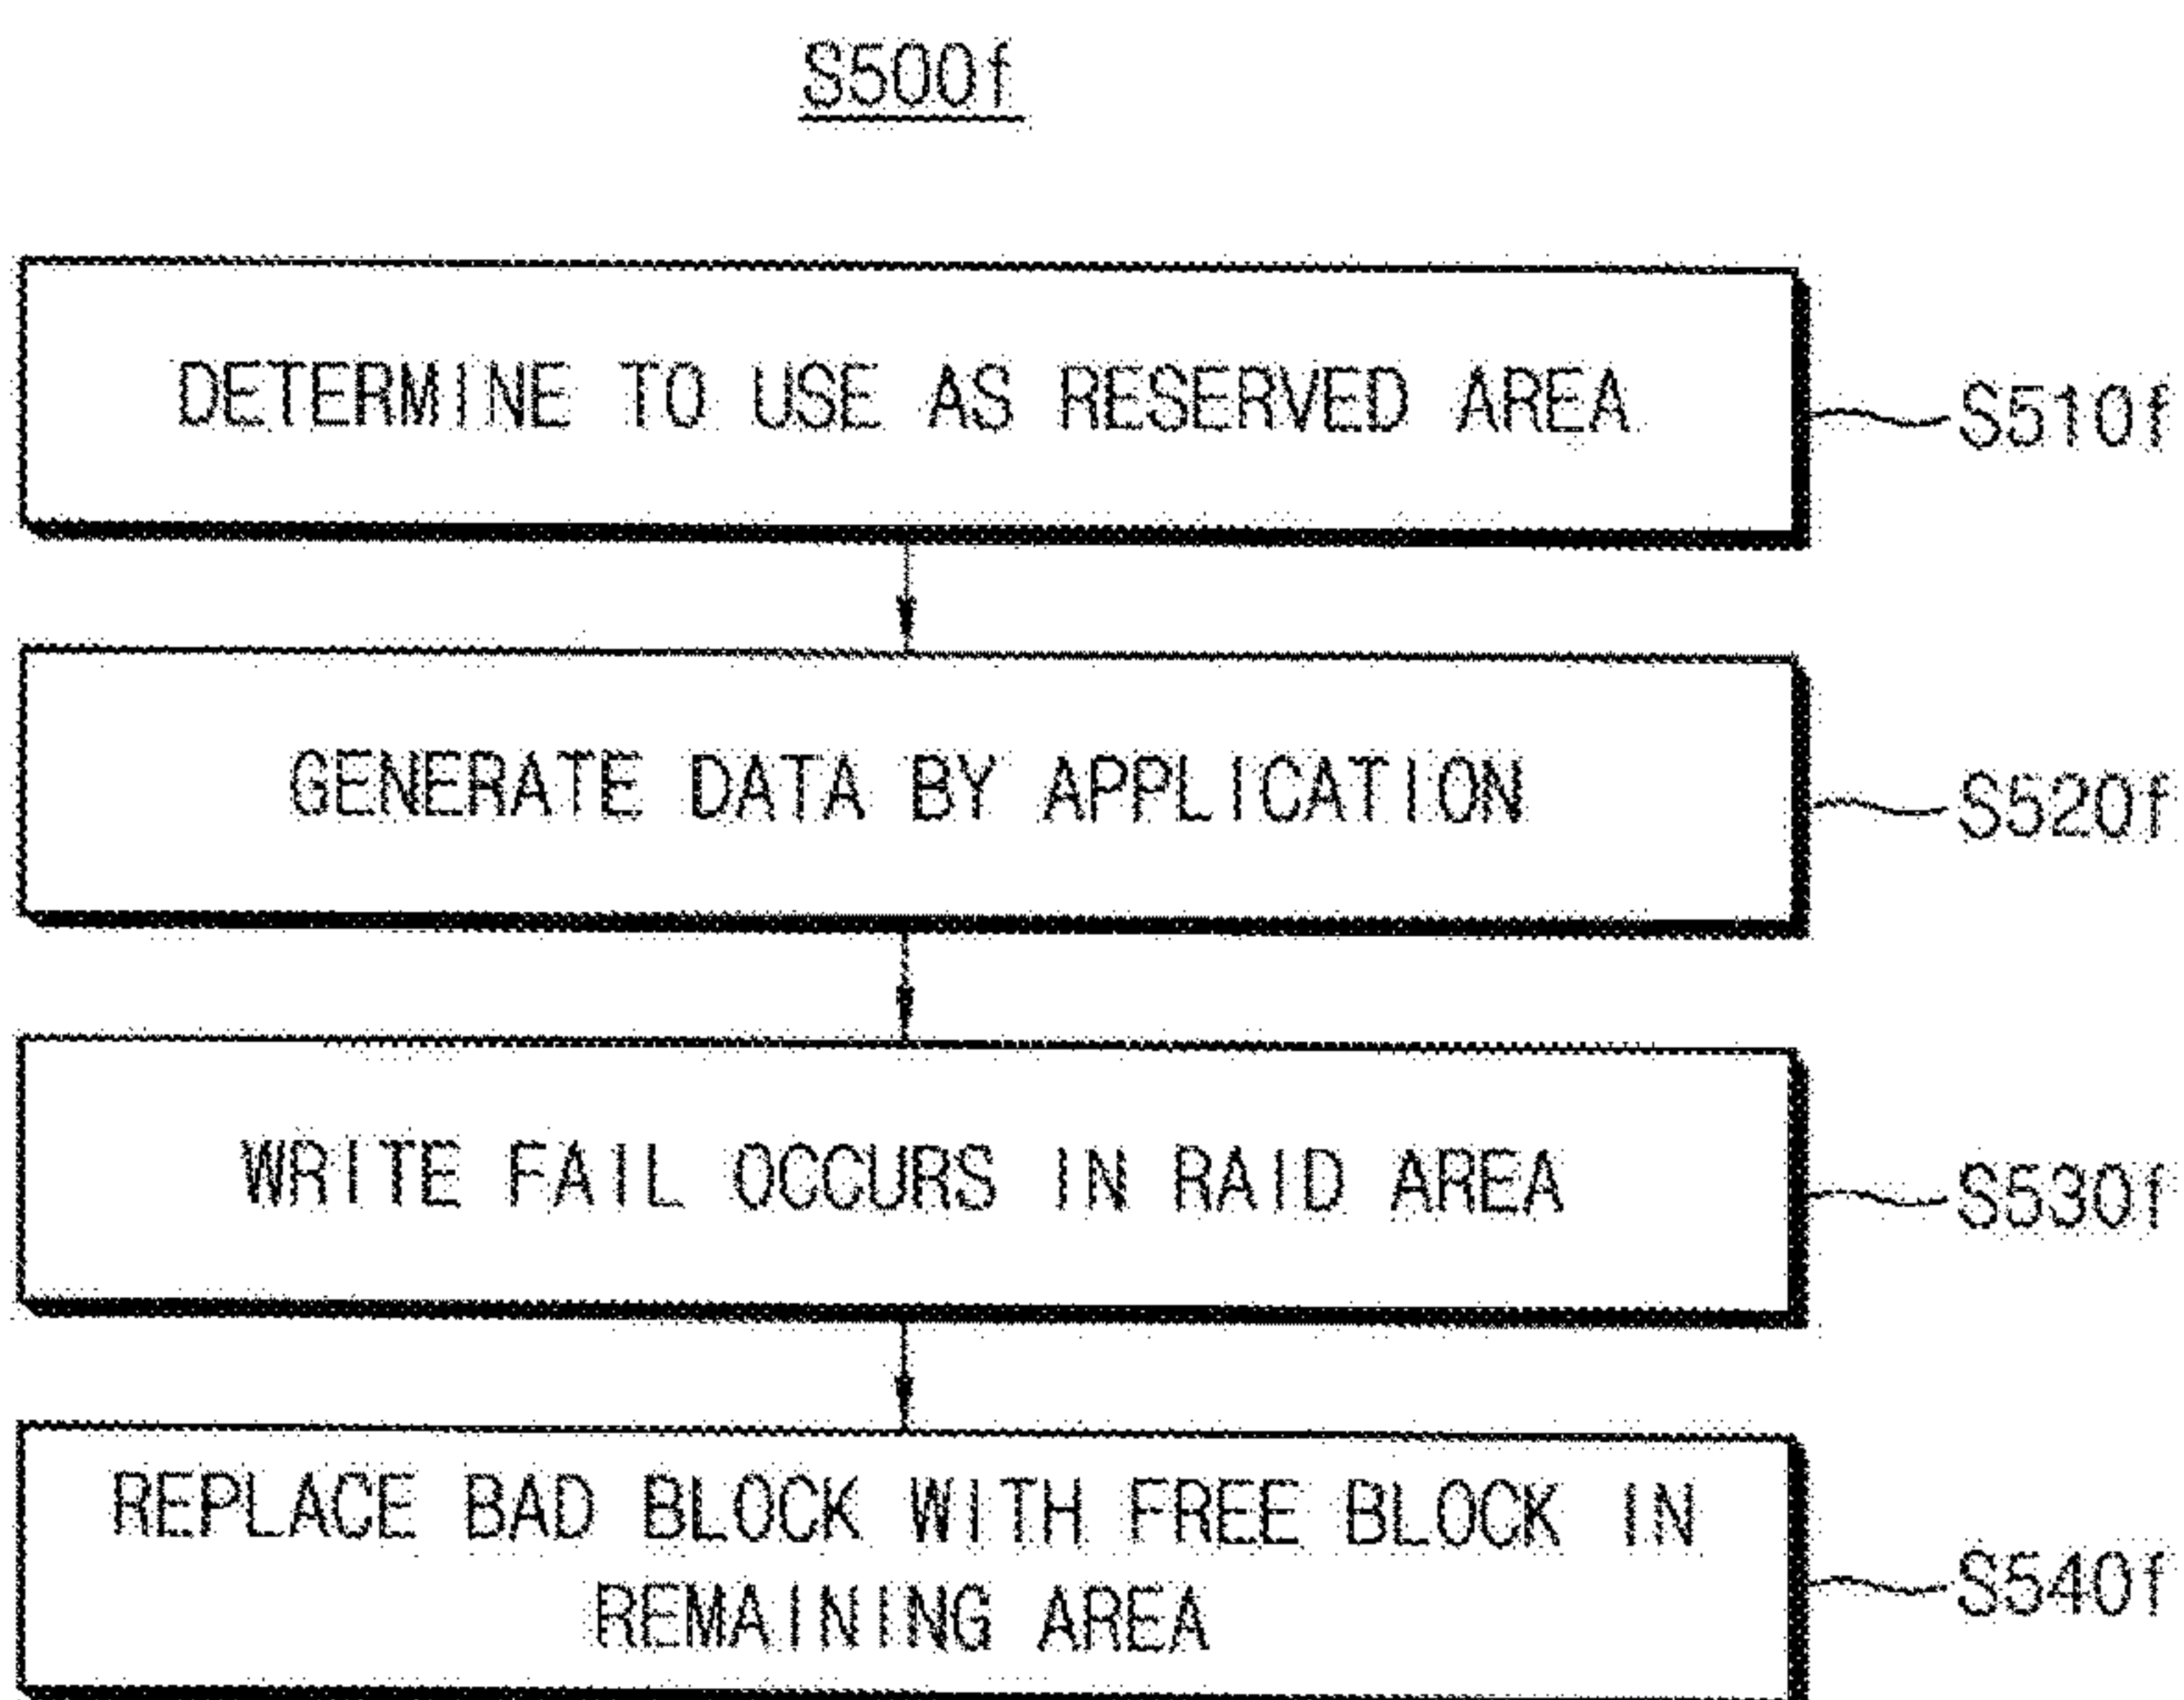 S500f
DETERMINE TO USE AS RESERVED AREA
S510f
GENERATE DATA BY APPLICATION
S520f
WRITE FAIL OCCURS IN RAID AREA
S530f
REPLACE BAD BLOCK WITH FREE BLOCK IN
REMAINING AREA
S540f